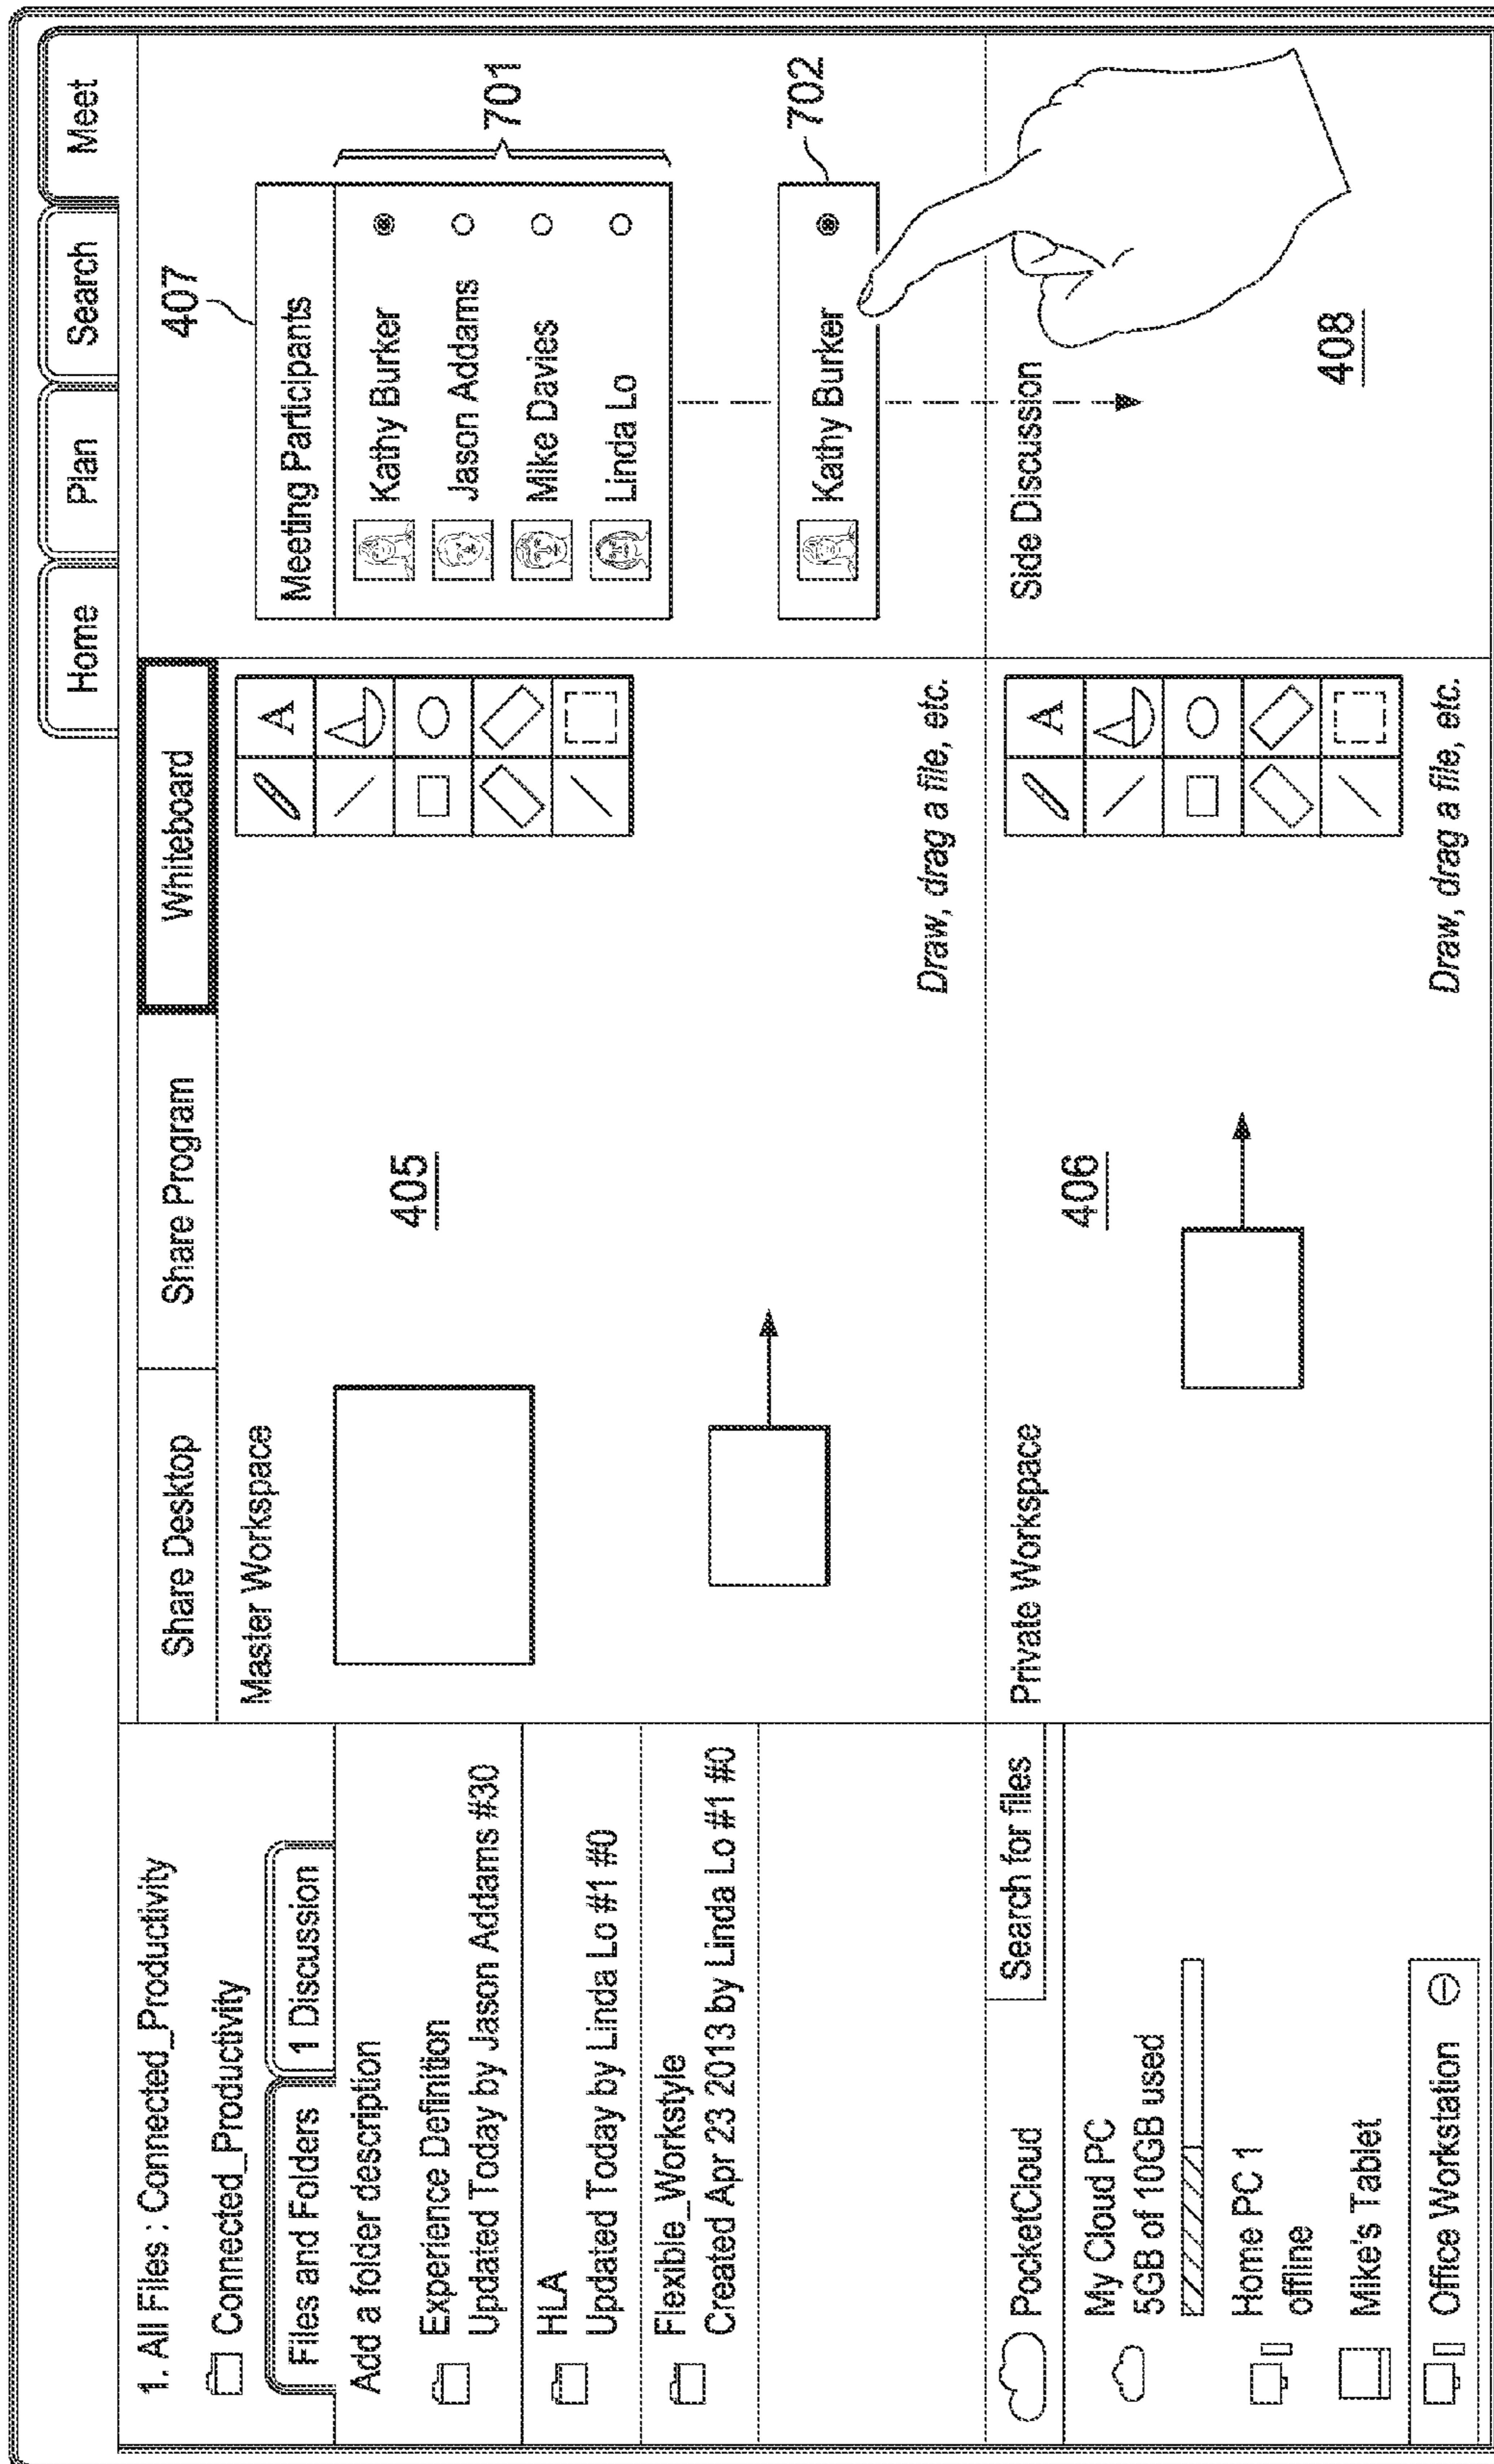 Home
Plan
Search
Meet
1. All Files : Connected_Productivity
Connected_Productivity
Files and Folders
1 Discussion
Add a folder description
Experience Definition
Updated Today by Jason Addams #30
HLA
Updated Today by Linda Lo #1 #0
Flexible_Workstyle
Created Apr 23 2013 by Linda Lo #1 #0
PocketCloud
Search for files
My Cloud PC
5GB of 10GB used
Home PC 1
offline
Mike's Tablet
Office Workstation
Share Desktop
Share Program
Whiteboard
Master Workspace
405
A
Draw, drag a file, etc.
Private Workspace
406
A
Draw, drag a file, etc.
407
Meeting Participants
Kathy Burker
Jason Addams
Mike Davies
Linda Lo
701
Kathy Burker
702
Side Discussion
408